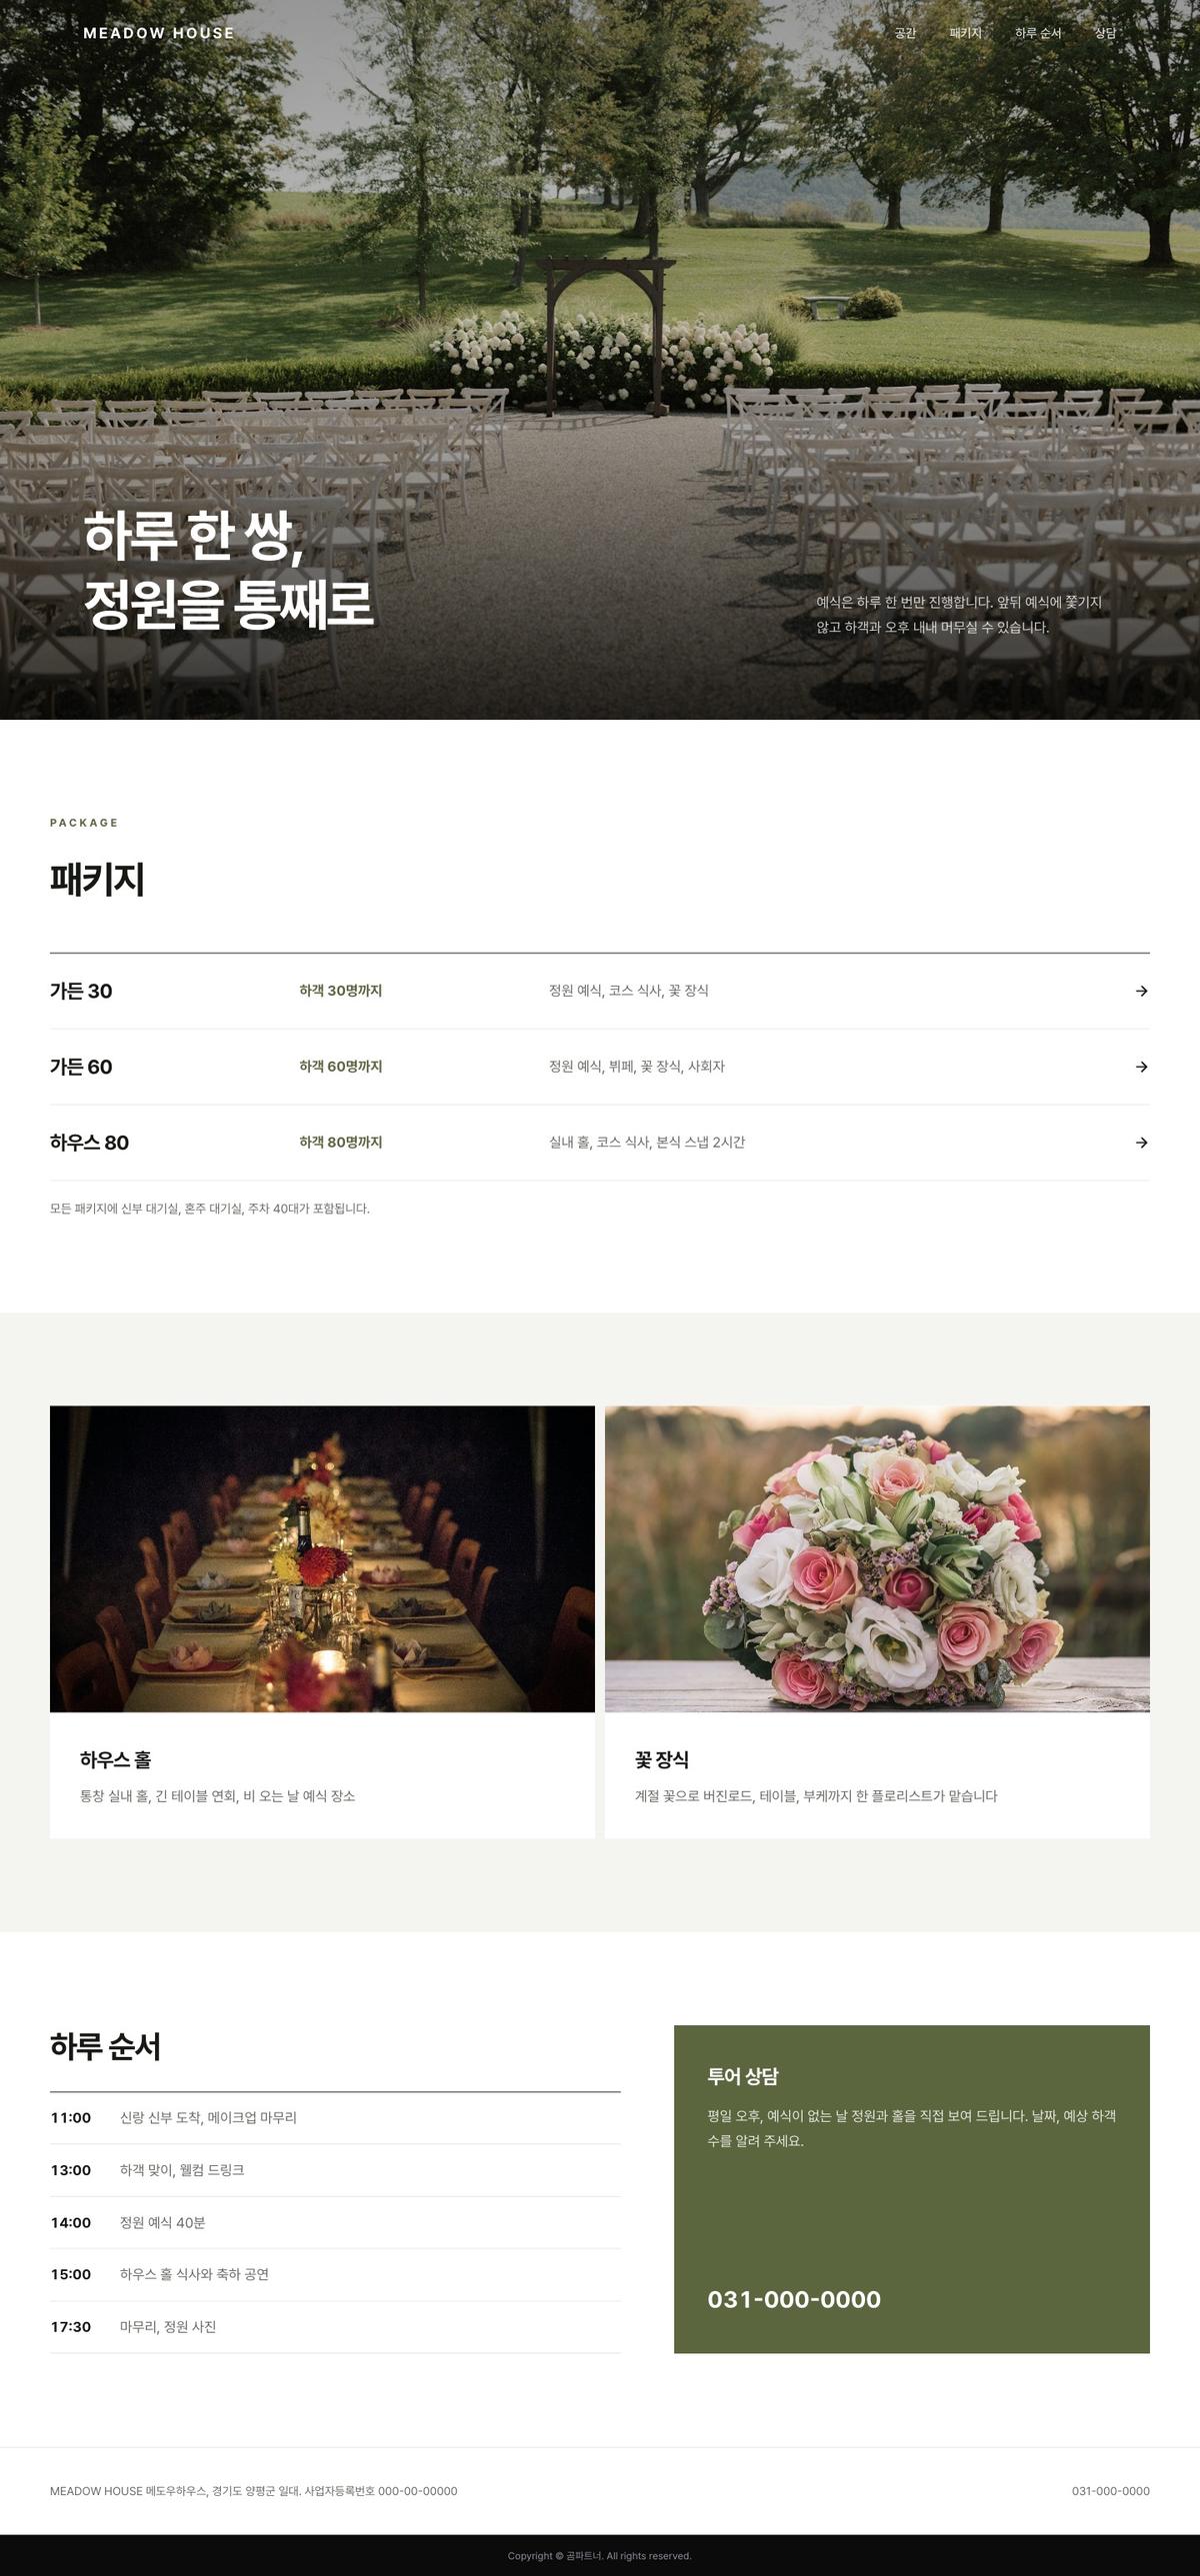 MEADOW HOUSE
공간 패키지 하루 순서 상담
하루 한 쌍,
정원을 통째로
예식은 하루 한 번만 진행합니다. 앞뒤 예식에 쫓기지
않고 하객과 오후 내내 머무실 수 있습니다.
PACKAGE
패키지
가든 30 하객 30명까지 정원 예식, 코스 식사, 꽃 장식 →
가든 60 하객 60명까지 정원 예식, 뷔페, 꽃 장식, 사회자 →
하우스 80 하객 80명까지 실내 홀, 코스 식사, 본식 스냅 2시간 →
모든 패키지에 신부 대기실, 혼주 대기실, 주차 40대가 포함됩니다.
하우스 홀
통창 실내 홀, 긴 테이블 연회, 비 오는 날 예식 장소
꽃 장식
계절 꽃으로 버진로드, 테이블, 부케까지 한 플로리스트가 맡습니다
하루 순서
11:00 신랑 신부 도착, 메이크업 마무리
13:00 하객 맞이, 웰컴 드링크
14:00 정원 예식 40분
15:00 하우스 홀 식사와 축하 공연
17:30 마무리, 정원 사진
투어 상담
평일 오후, 예식이 없는 날 정원과 홀을 직접 보여 드립니다. 날짜, 예상 하객
수를 알려 주세요.
031-000-0000
MEADOW HOUSE 메도우하우스, 경기도 양평군 일대. 사업자등록번호 000-00-00000
031-000-0000
Copyright © 곰파트너. All rights reserved.